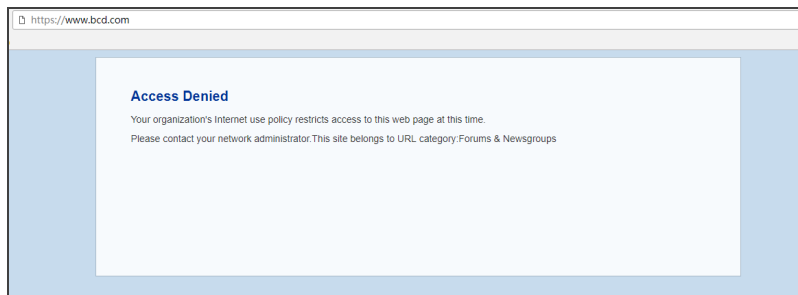 https://www.bcd.com
Access Denied
Your organization's Internet use policy restricts access to this web page at this time.
Please contact your network administrator.This site belongs to URL category:Forums & Newsgroups